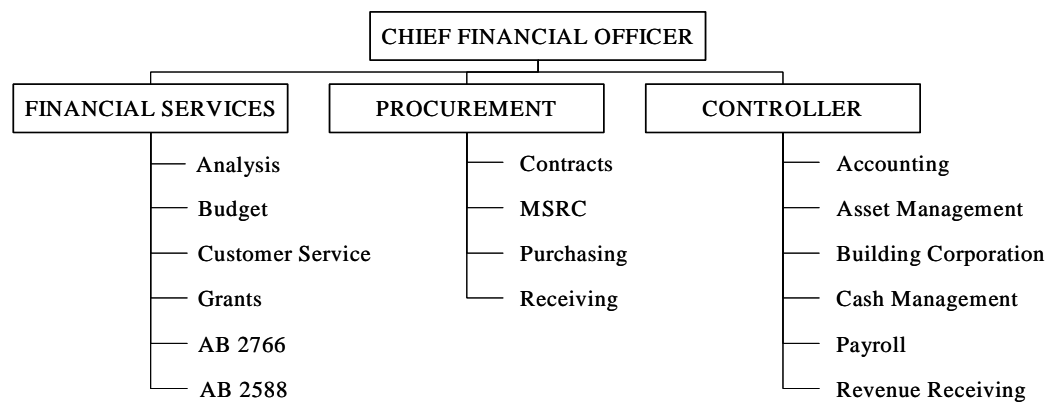 CHIEF FINANCIAL OFFICER
FINANCIAL SERVICES
PROCUREMENT
CONTROLLER
Analysis
Budget
Customer Service
Grants
AB 2766
AB 2588
Contracts
MSRC
Purchasing
Receiving
Accounting
Asset Management
Building Corporation
Cash Management
Payroll
Revenue Receiving